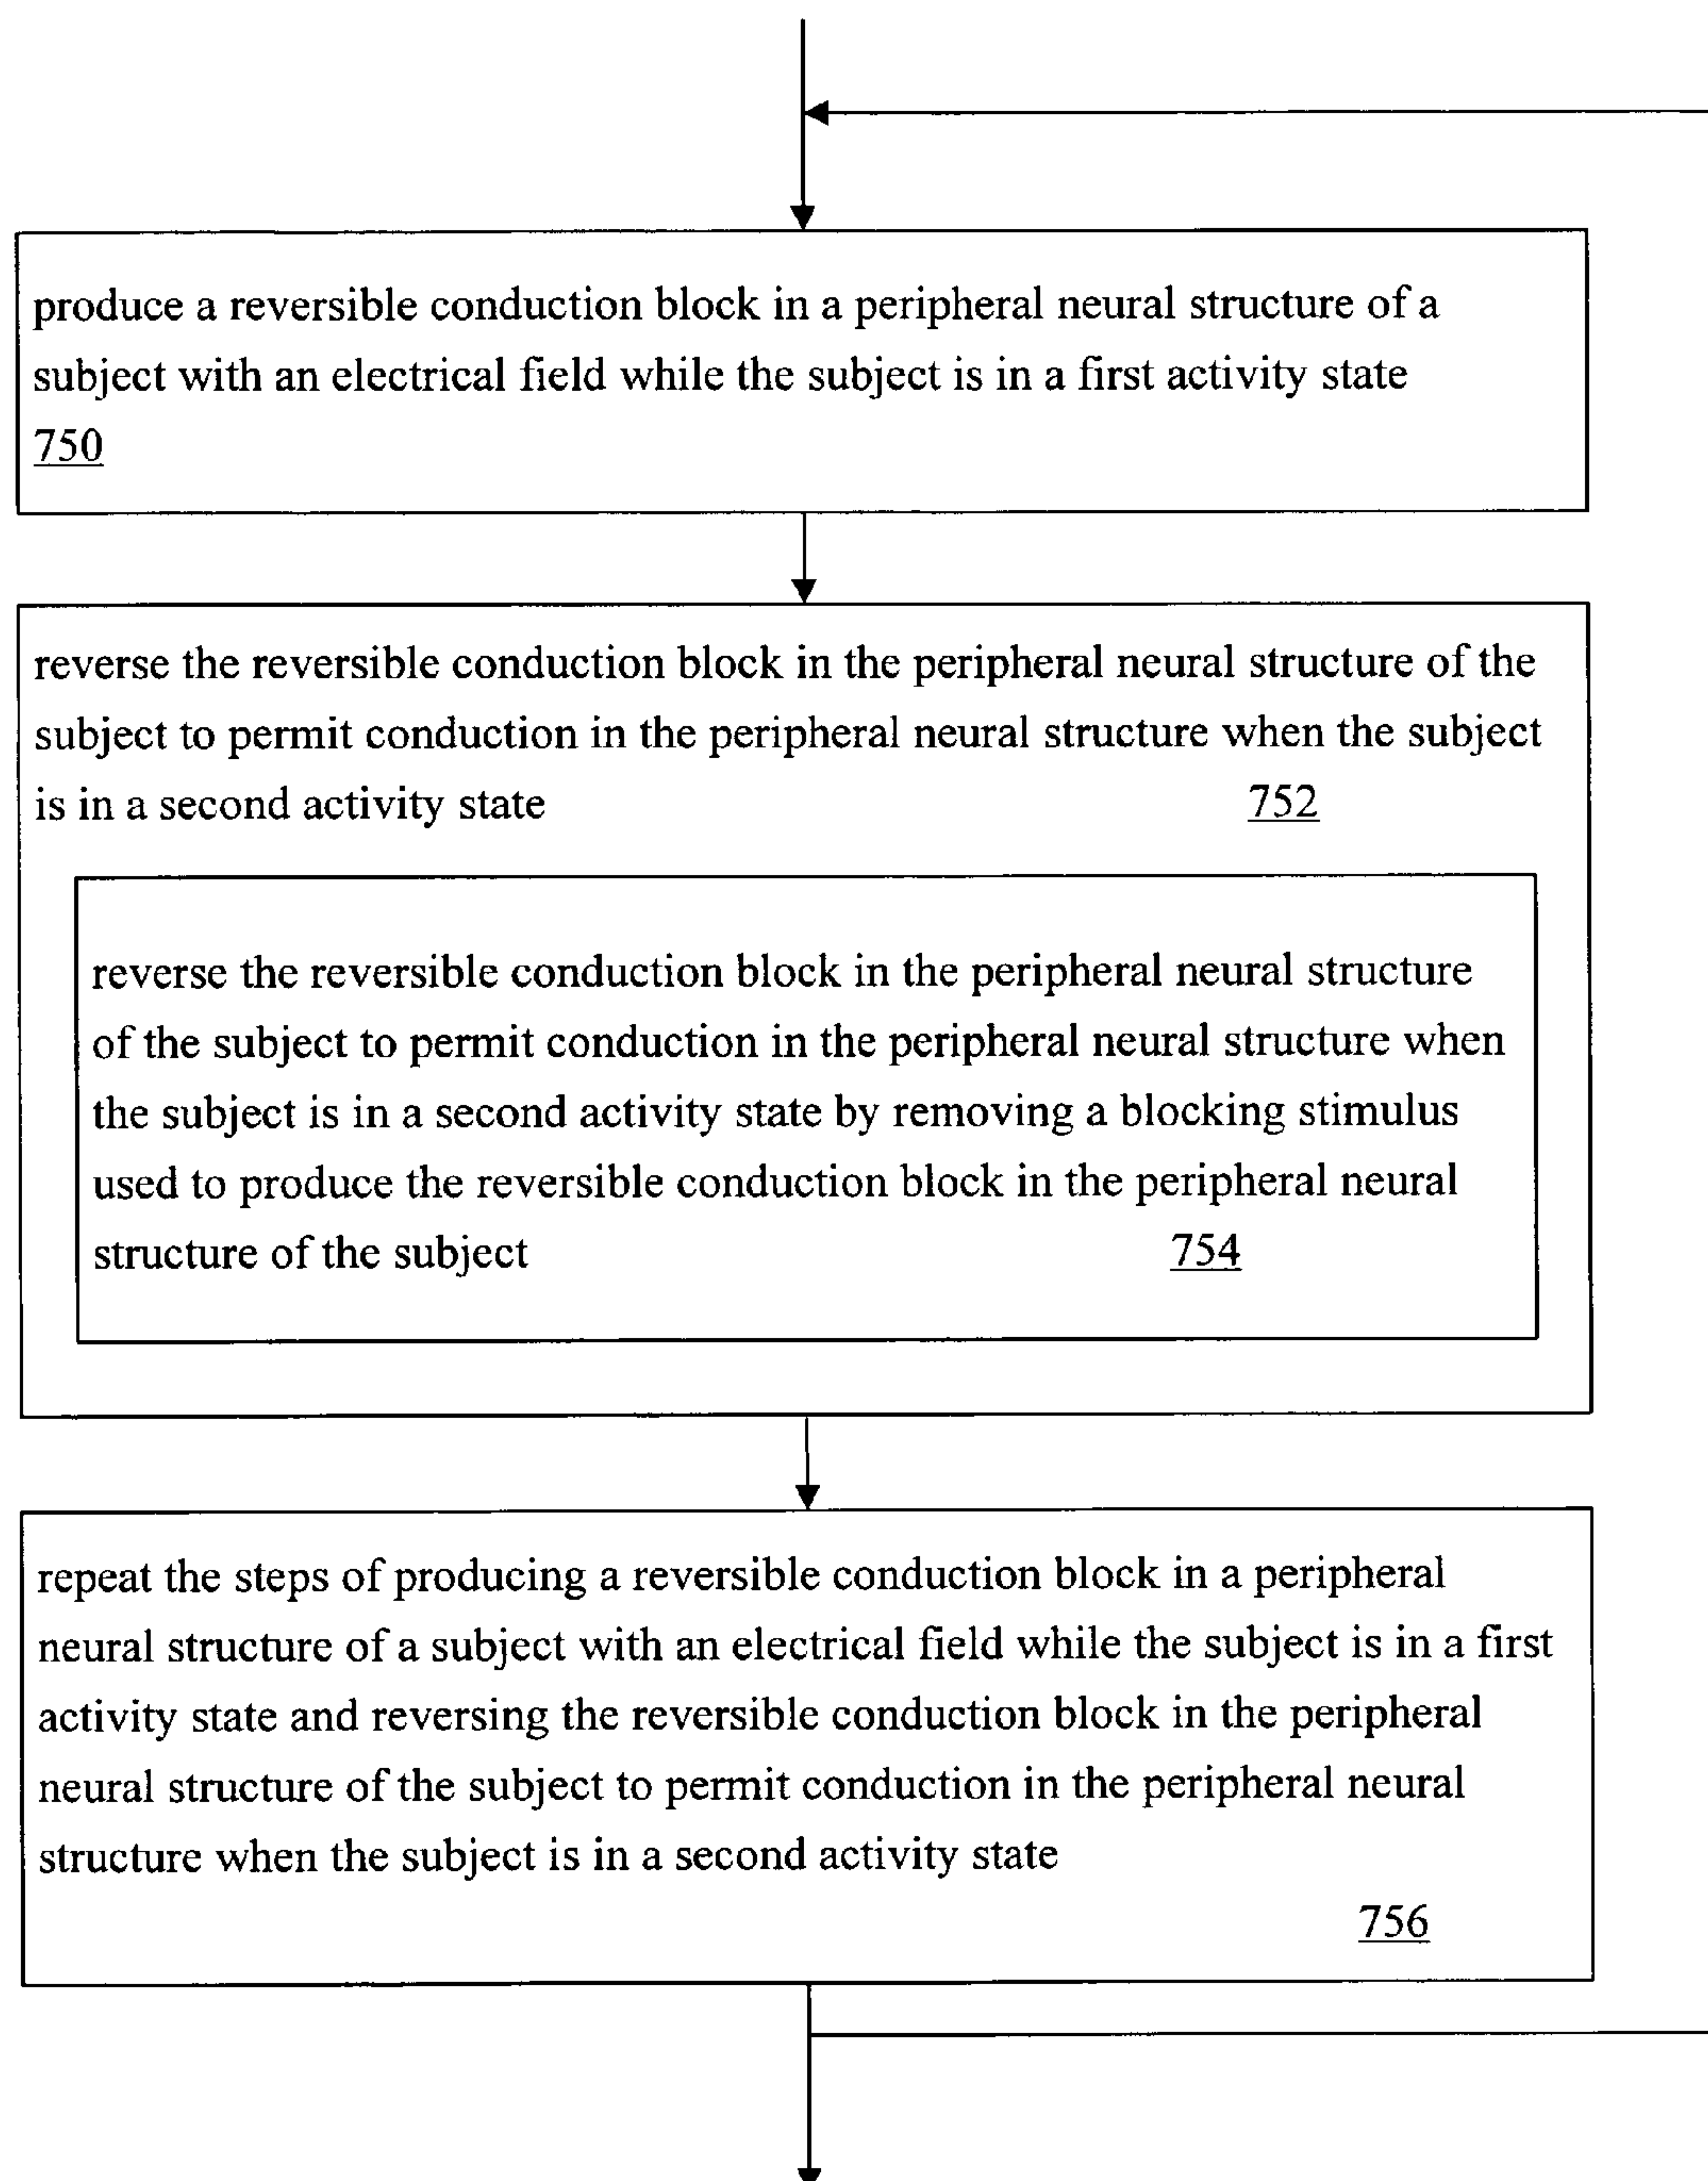 produce a reversible conduction block in a peripheral neural structure of a
subject with an electrical field while the subject is in a first activity state
750
reverse the reversible conduction block in the peripheral neural structure of the
subject to permit conduction in the peripheral neural structure when the subject
is in a second activity state 752
reverse the reversible conduction block in the peripheral neural structure
of the subject to permit conduction in the peripheral neural structure when
the subject is in a second activity state by removing a blocking stimulus
used to produce the reversible conduction block in the peripheral neural
structure of the subject 754
repeat the steps of producing a reversible conduction block in a peripheral
neural structure of a subject with an electrical field while the subject is in a first
activity state and reversing the reversible conduction block in the peripheral
neural structure of the subject to permit conduction in the peripheral neural
structure when the subject is in a second activity state
756